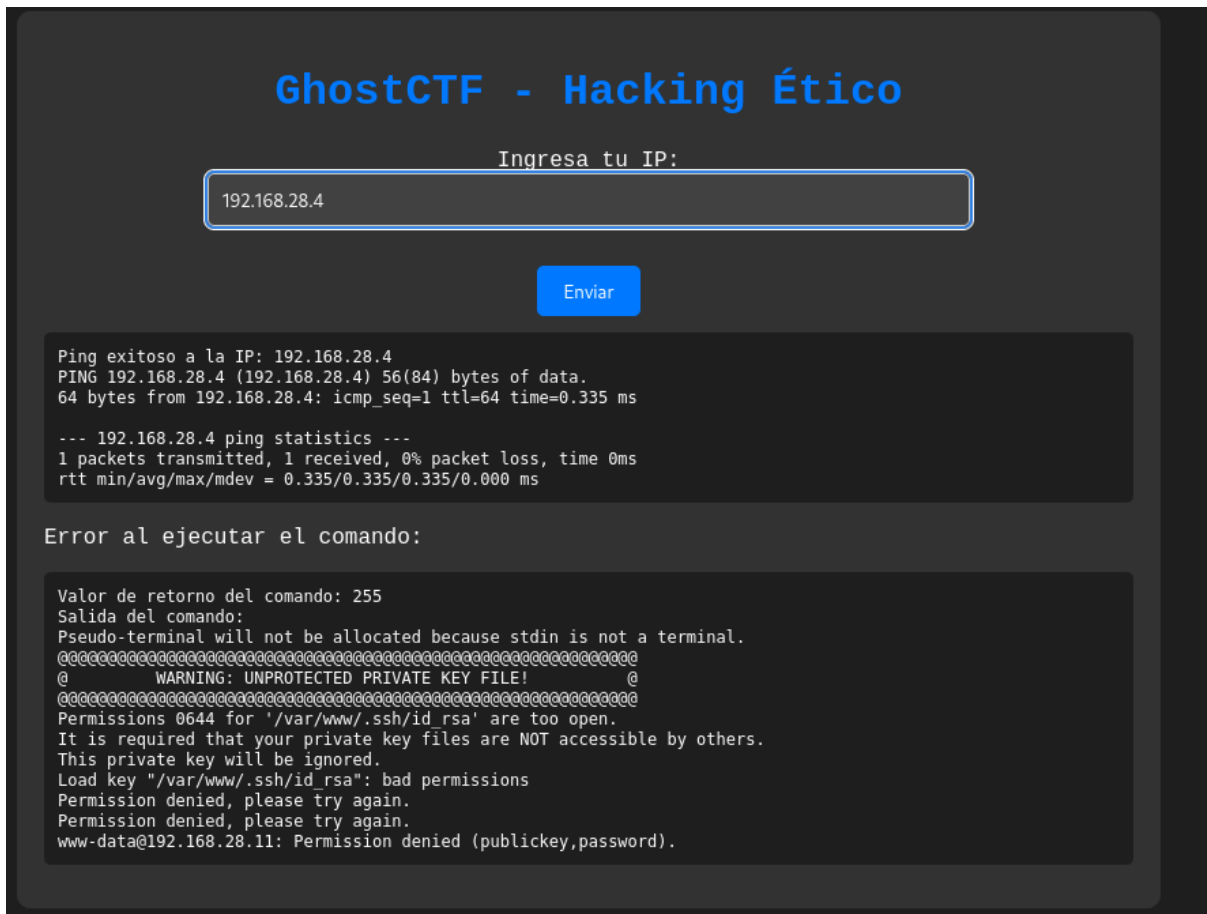 GhostCTF - Hacking Ético
Ingresa tu IP:
192.168.28.4
Enviar
Ping exitoso a la IP: 192.168.28.4
PING 192.168.28.4 (192.168.28.4) 56(84) bytes of data.
64 bytes from 192.168.28.4: icmp_seq=1 ttl=64 time=0.335 ms
--- 192.168.28.4 ping statistics ---
1 packets transmitted, 1 received, 0% packet loss, time 0ms
rtt min/avg/max/mdev = 0.335/0.335/0.335/0.000 ms
Error al ejecutar el comando:
Valor de retorno del comando: 255
Salida del comando:
Pseudo-terminal will not be allocated because stdin is not a terminal.
@@@@@@@@@@@@@@@@@@@@@@@@@@@@@@@@@@@@@@@@@@@@@@@@@@@@@@@@@@@
@         WARNING: UNPROTECTED PRIVATE KEY FILE!          @
@@@@@@@@@@@@@@@@@@@@@@@@@@@@@@@@@@@@@@@@@@@@@@@@@@@@@@@@@@@
Permissions 0644 for '/var/www/.ssh/id_rsa' are too open.
It is required that your private key files are NOT accessible by others.
This private key will be ignored.
Load key "/var/www/.ssh/id_rsa": bad permissions
Permission denied, please try again.
Permission denied, please try again.
www-data@192.168.28.11: Permission denied (publickey,password).